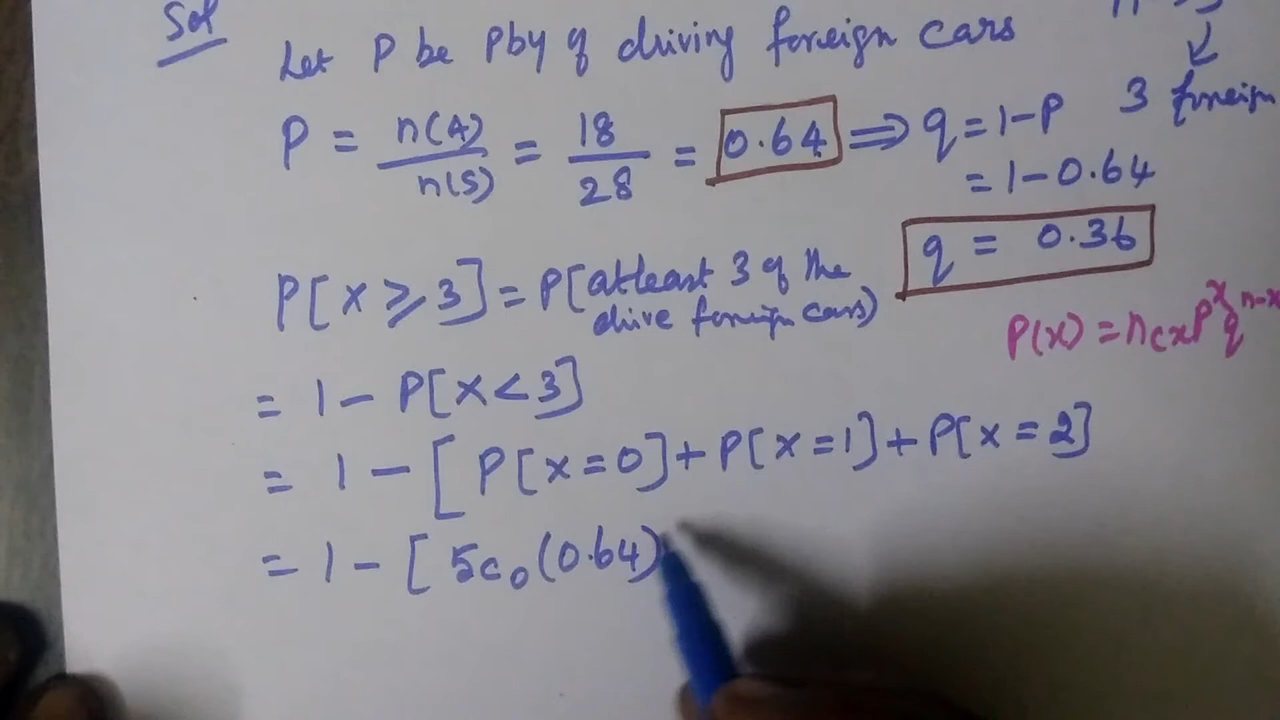 Sol
Let P be Pby of driving foreign cars
P = n(A)/n(S) = 18/28 = 0.64 ⟹ q = 1-P
= 1 - 0.64
q = 0.36
3 foreign
P[x ≥ 3] = P[atleast 3 of the
drive foreign cars)
P(x) = ncxP^x q^n-x
= 1 - P[x < 3]
= 1 - [P[x=0] + P[x=1] + P[x=2]
= 1 - [5c₀(0.64)